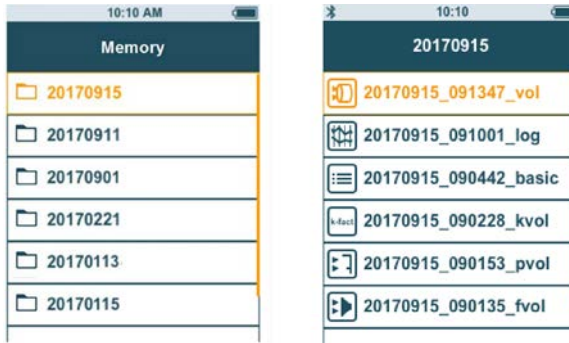 10:10 AM
Memory
20170915
20170911
20170901
20170221
20170113
20170115
10:10
20170915
20170915_091347_vol
20170915_091001_log
20170915_090442_basic
k-fact 20170915_090228_kvol
20170915_090153_pvol
20170915_090135_fvol